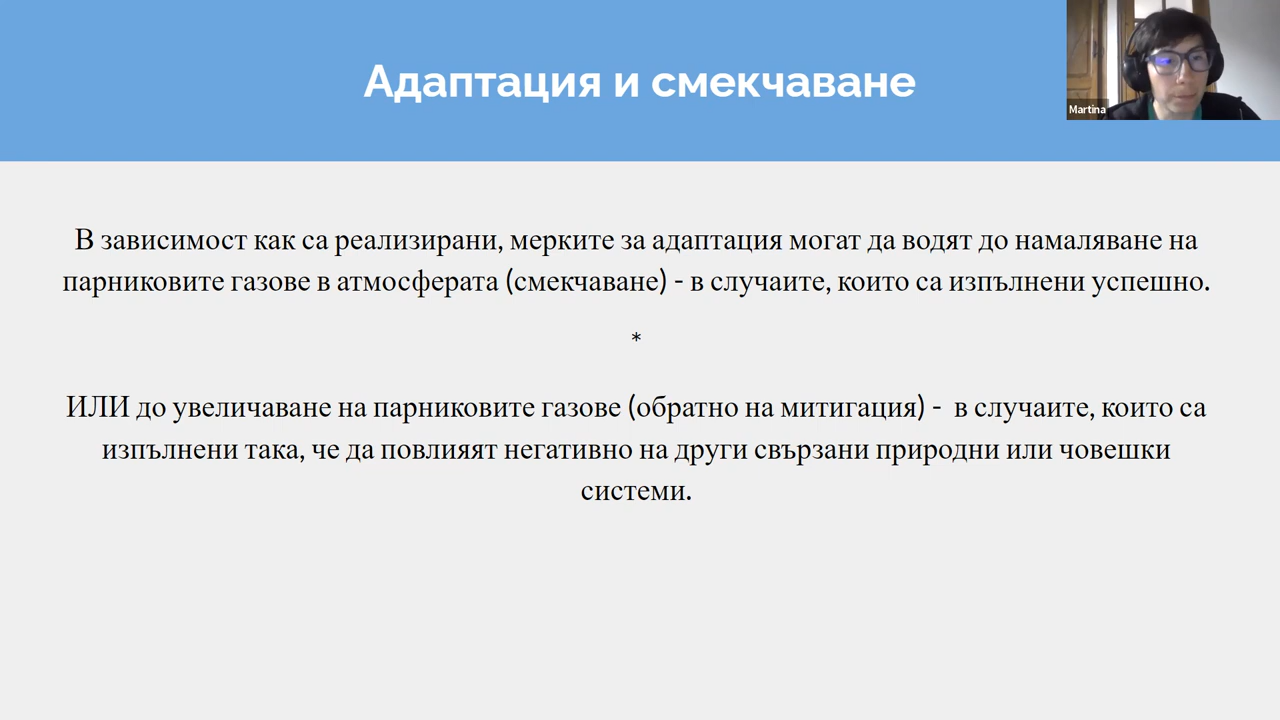 Адаптация и смекчаване
Martina
В зависимост как са реализирани, мерките за адаптация могат да водят до намаляване на
парниковите газове в атмосферата (смекчаване) - в случаите, които са изпълнени успешно.
*
ИЛИ до увеличаване на парниковите газове (обратно на митигация) -  в случаите, които са
изпълнени така, че да повлияят негативно на други свързани природни или човешки
системи.